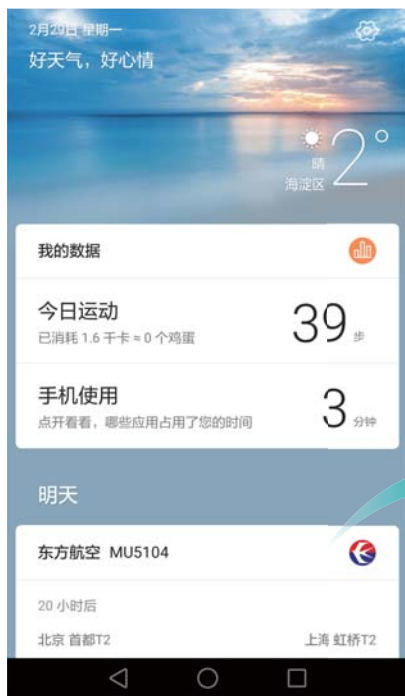 2月29日 星期一
好天气，好心情
2°
晴
海淀区
我的数据
今日运动
已消耗 1.6 千卡 ≈ 0 个鸡蛋
39 步
手机使用
点开看看，哪些应用占用了您的时间
3 分钟
明天
东方航空 MU5104
20 小时后
北京 首都T2 上海 虹桥T2